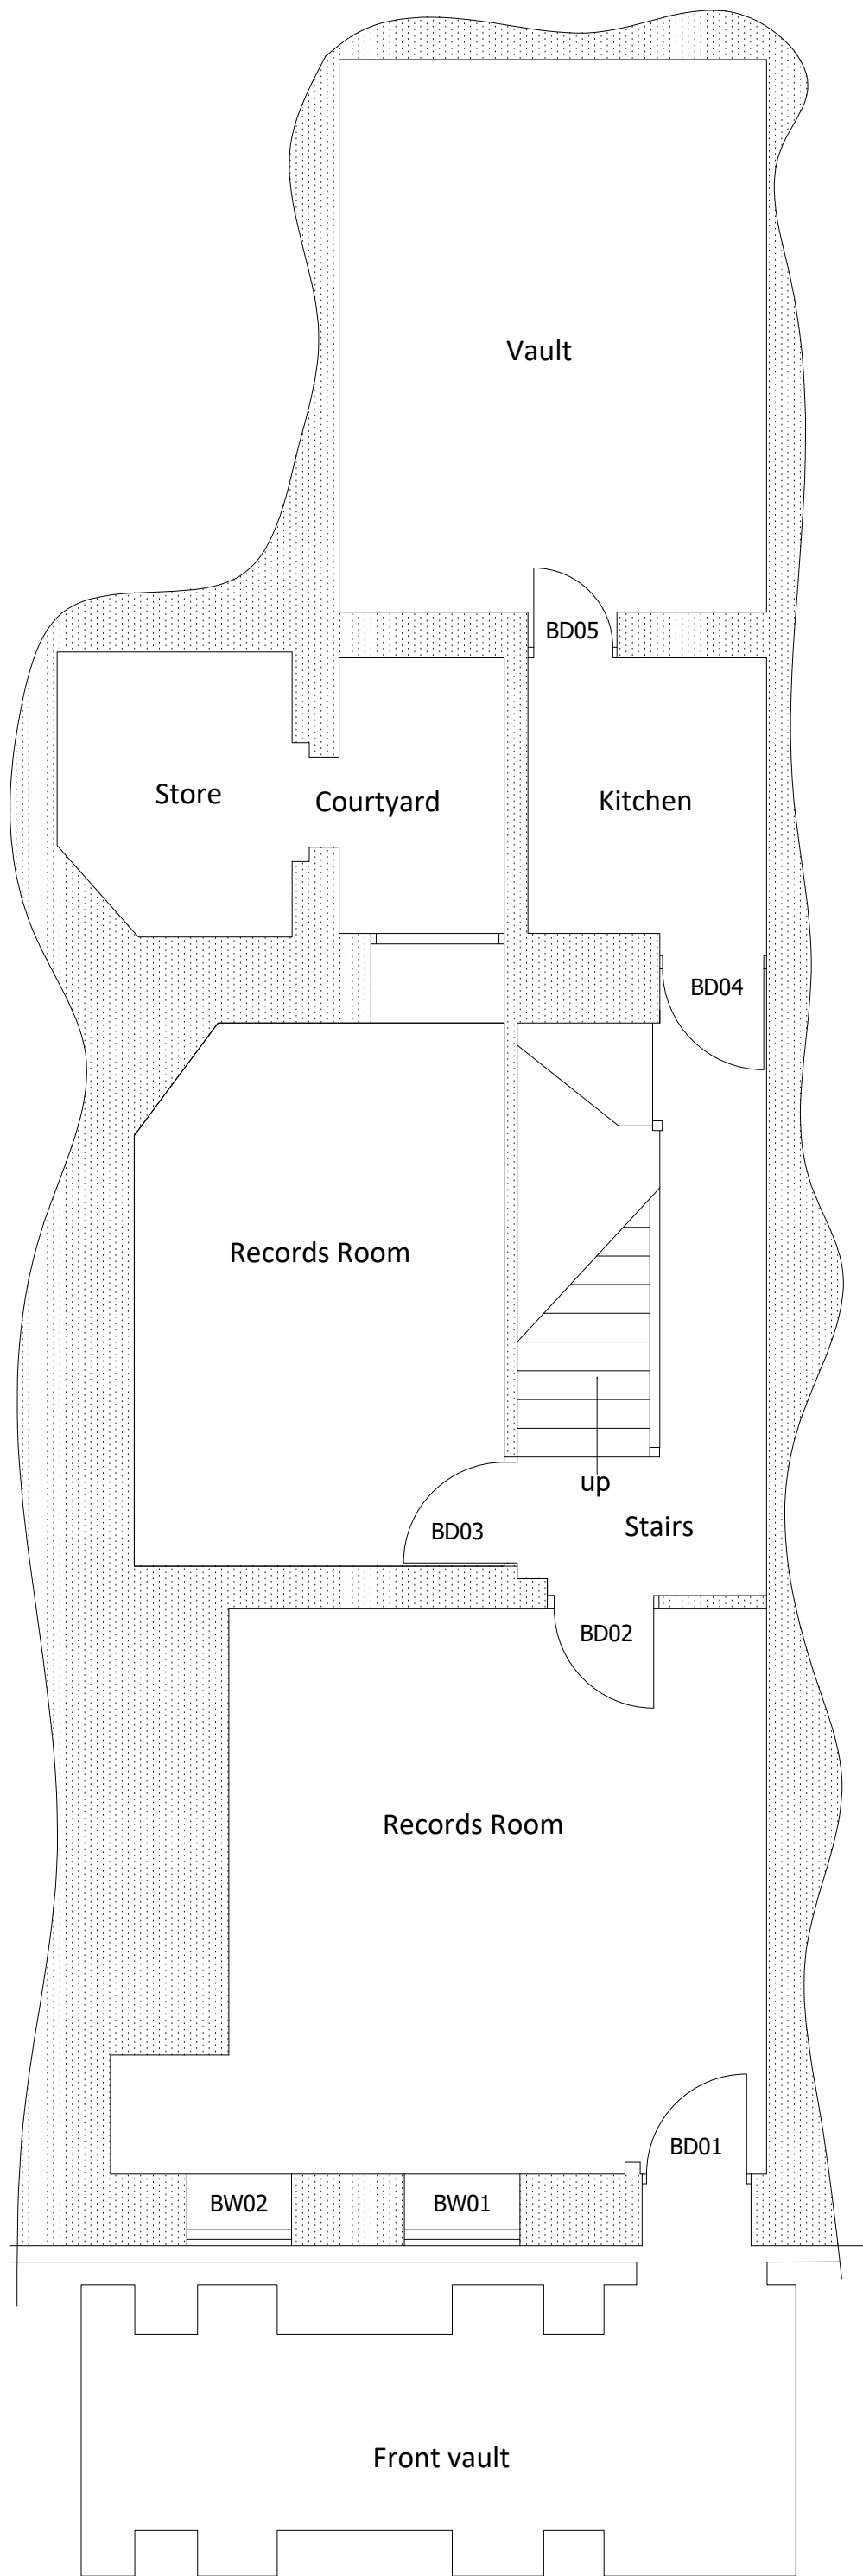 Vault
BD05
Store
Courtyard
Kitchen
BD04
Records Room
up
Stairs
BD03
BD02
Records Room
BD01
BW02
BW01
Front vault